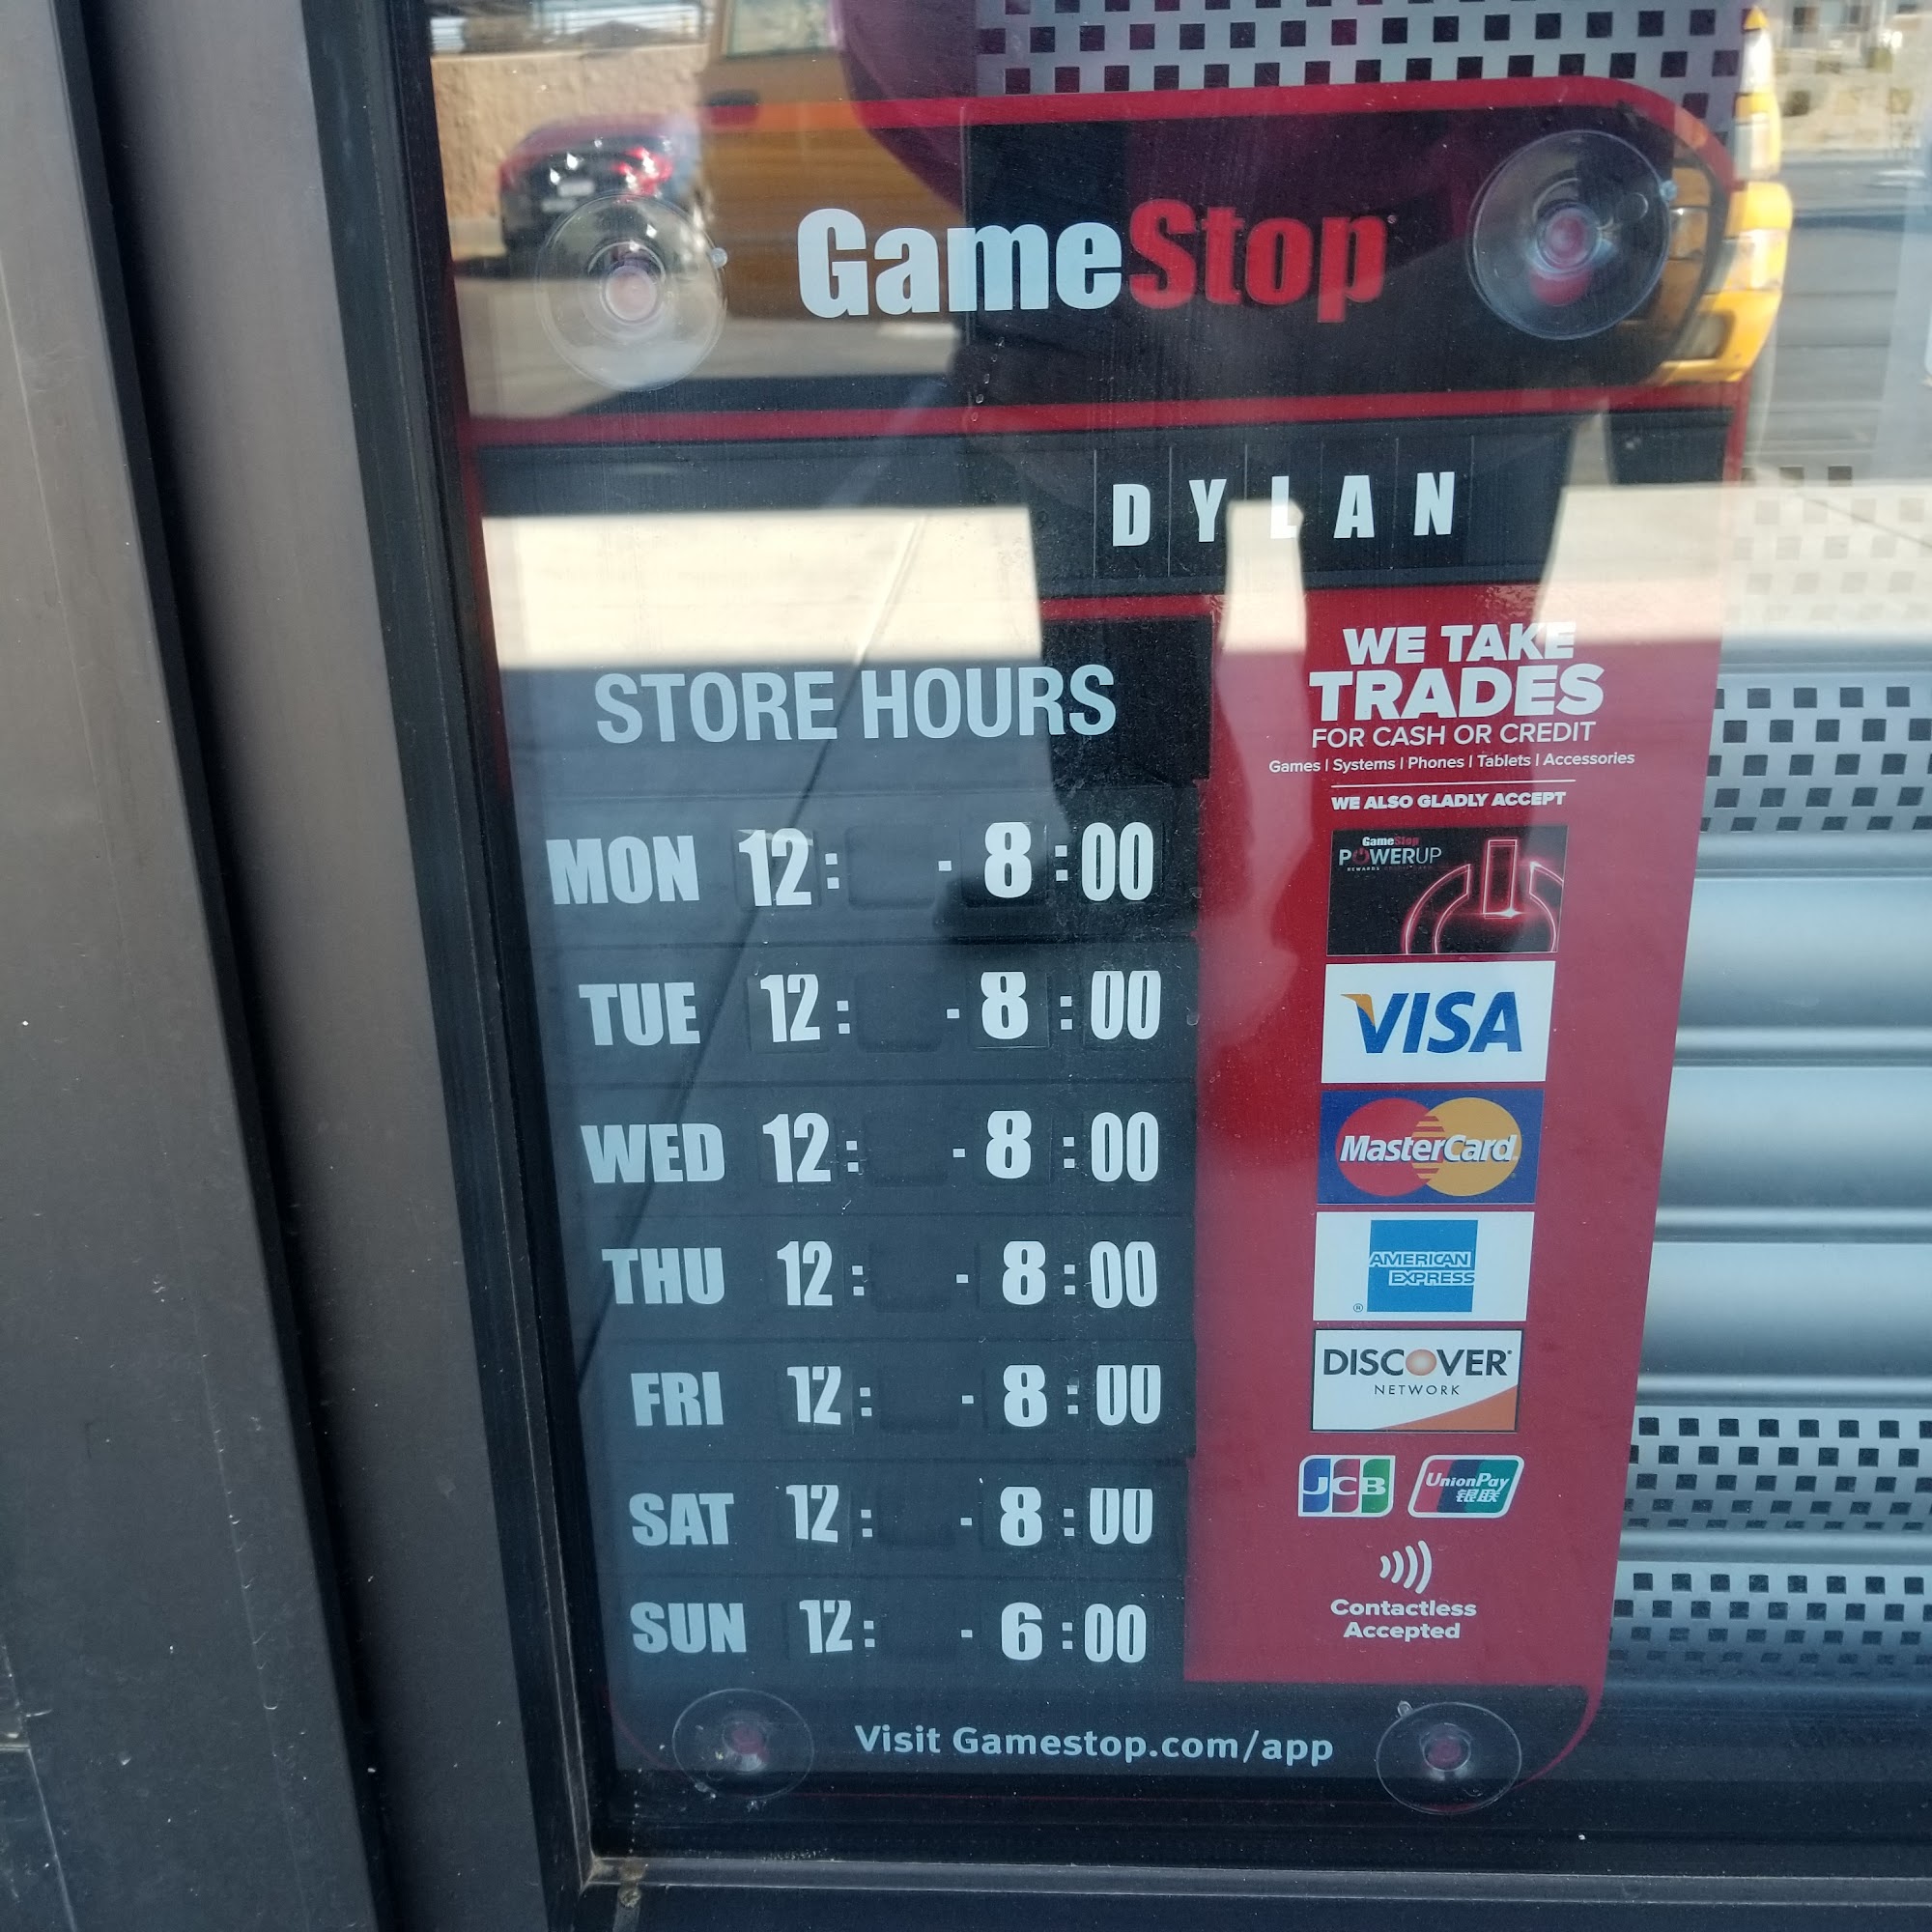 GameStop
DYLAN
STORE HOURS
MON 12: - 8:00
TUE 12: - 8:00
WED 12: - 8:00
THU 12: - 8:00
FRI 12: - 8:00
SAT 12: - 8:00
SUN 12: - 6:00
WE TAKE
TRADES
FOR CASH OR CREDIT
Games | Systems | Phones | Tablets | Accessories
WE ALSO GLADLY ACCEPT
GameStop
POWERUP
REWARDS
VISA
MasterCard
AMERICAN
EXPRESS
®
DISCOVER
NETWORK
JCB UnionPay
银联
Contactless
Accepted
Visit Gamestop.com/app